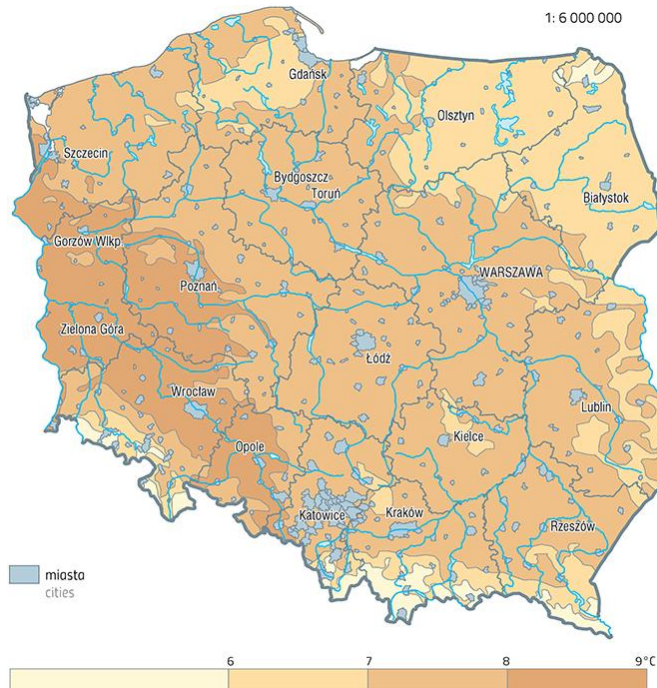 1: 6 000 000
Gdańsk
Olsztyn
Szczecin
Bydgoszcz
Toruń
Białystok
Gorzów Wlkp.
Poznań
WARSZAWA
Zielona Góra
Łódź
Wrocław
Lublin
Opole
Kielce
Katowice
Kraków
Rzeszów
miasta
cities
6 7 8 9°C